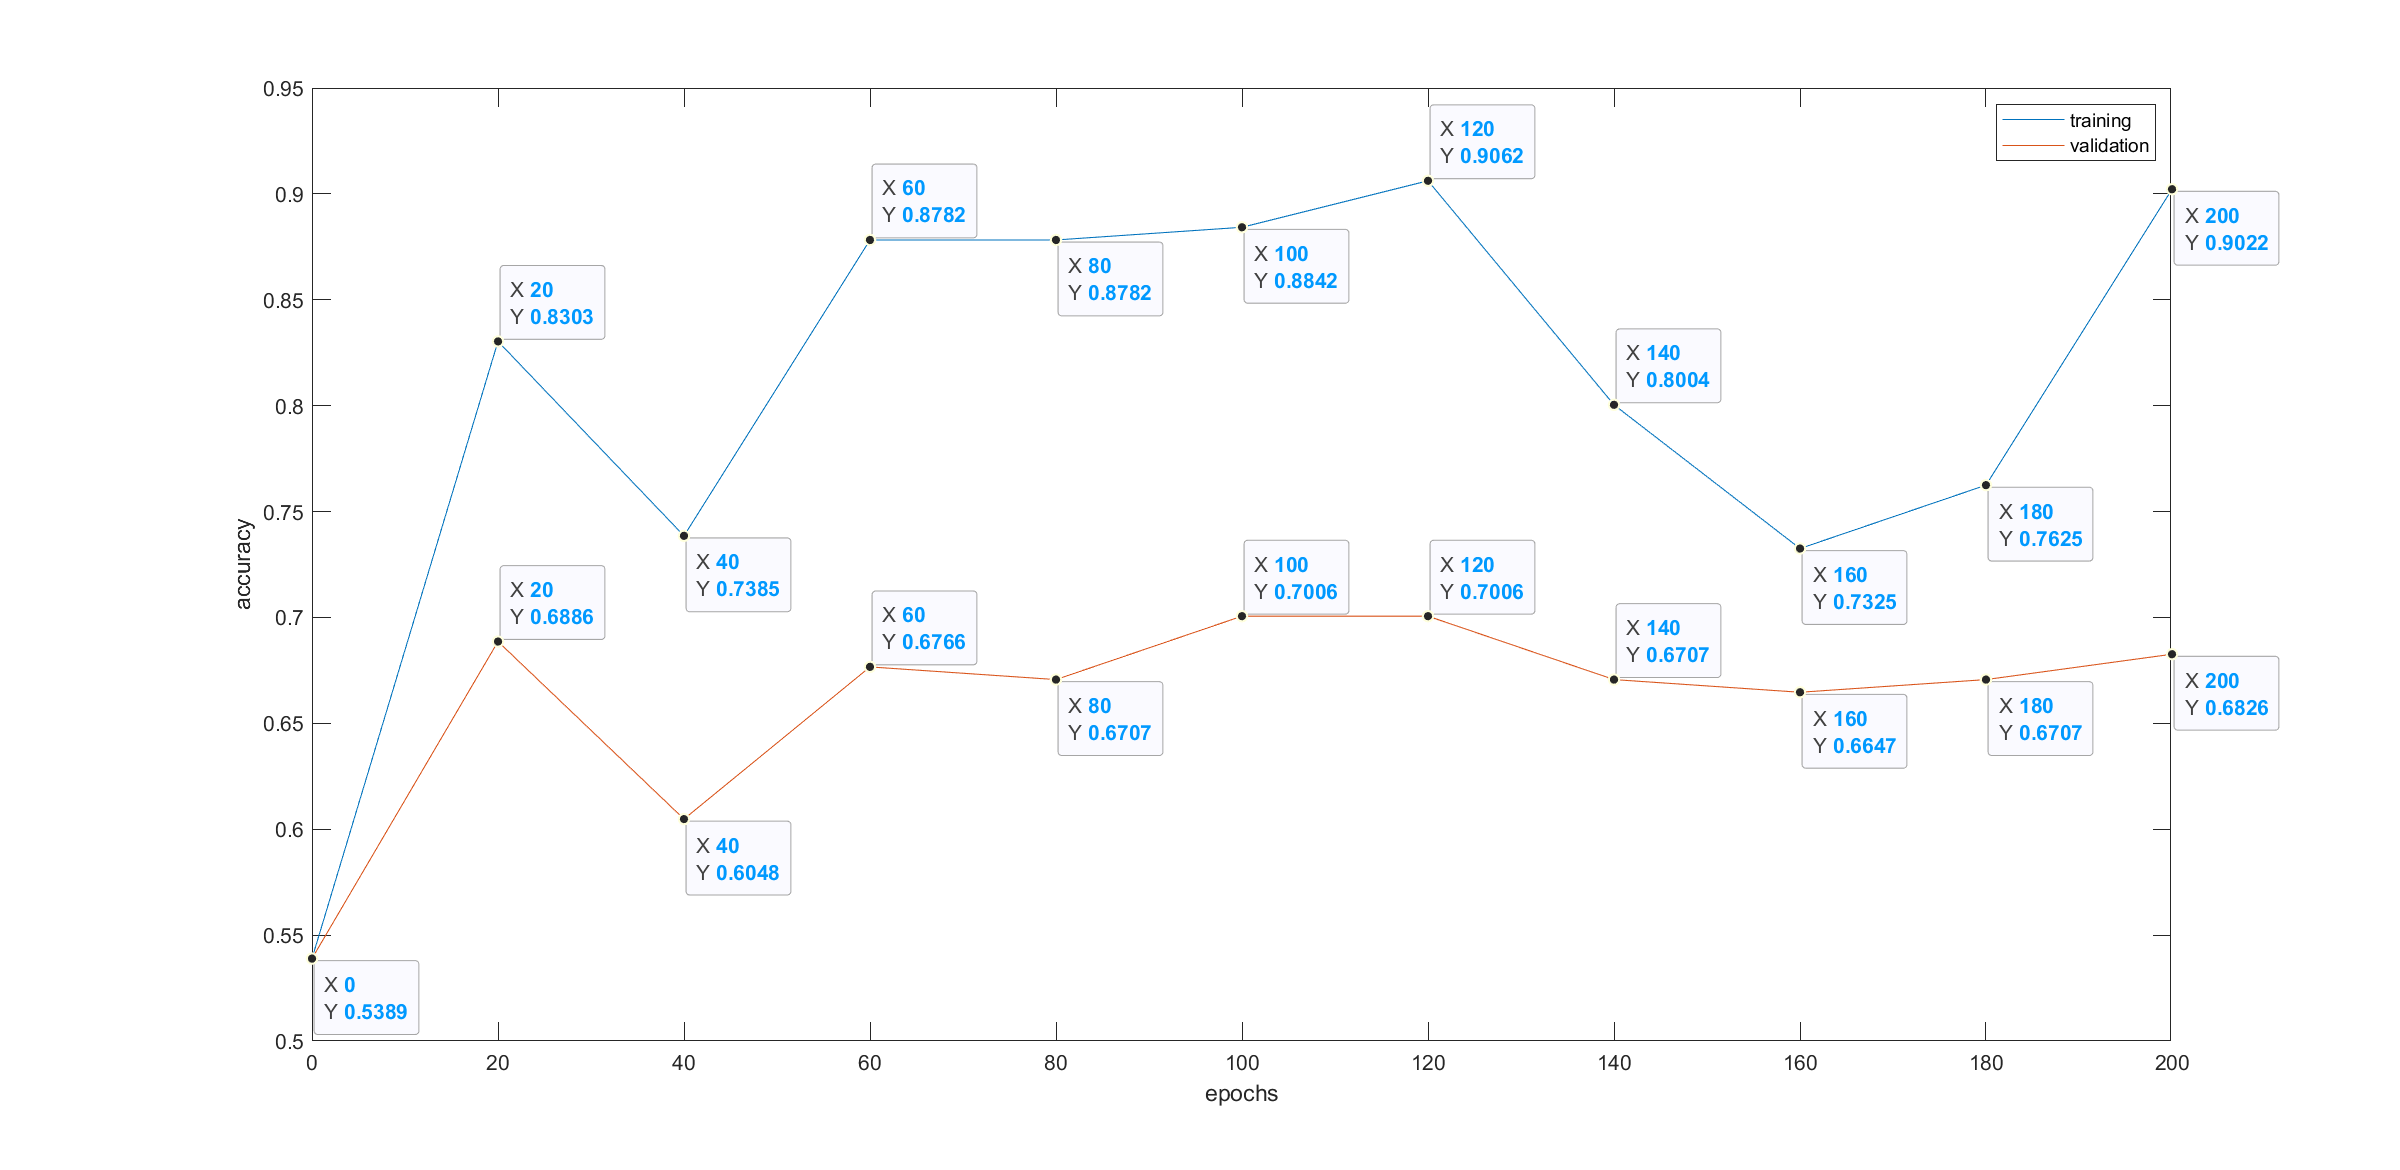 0.95
0.9
0.85
0.8
0.75
0.7
0.65
0.6
0.55
0.5
accuracy
training
validation
X 120
Y 0.9062
X 60
Y 0.8782
X 200
Y 0.9022
X 80
Y 0.8782
X 100
Y 0.8842
X 20
Y 0.8303
X 140
Y 0.8004
X 180
Y 0.7625
X 40
Y 0.7385
X 160
Y 0.7325
X 100
Y 0.7006
X 120
Y 0.7006
X 20
Y 0.6886
X 60
Y 0.6766
X 140
Y 0.6707
X 200
Y 0.6826
X 80
Y 0.6707
X 180
Y 0.6707
X 160
Y 0.6647
X 40
Y 0.6048
X 0
Y 0.5389
0 20 40 60 80 100 120 140 160 180 200
epochs